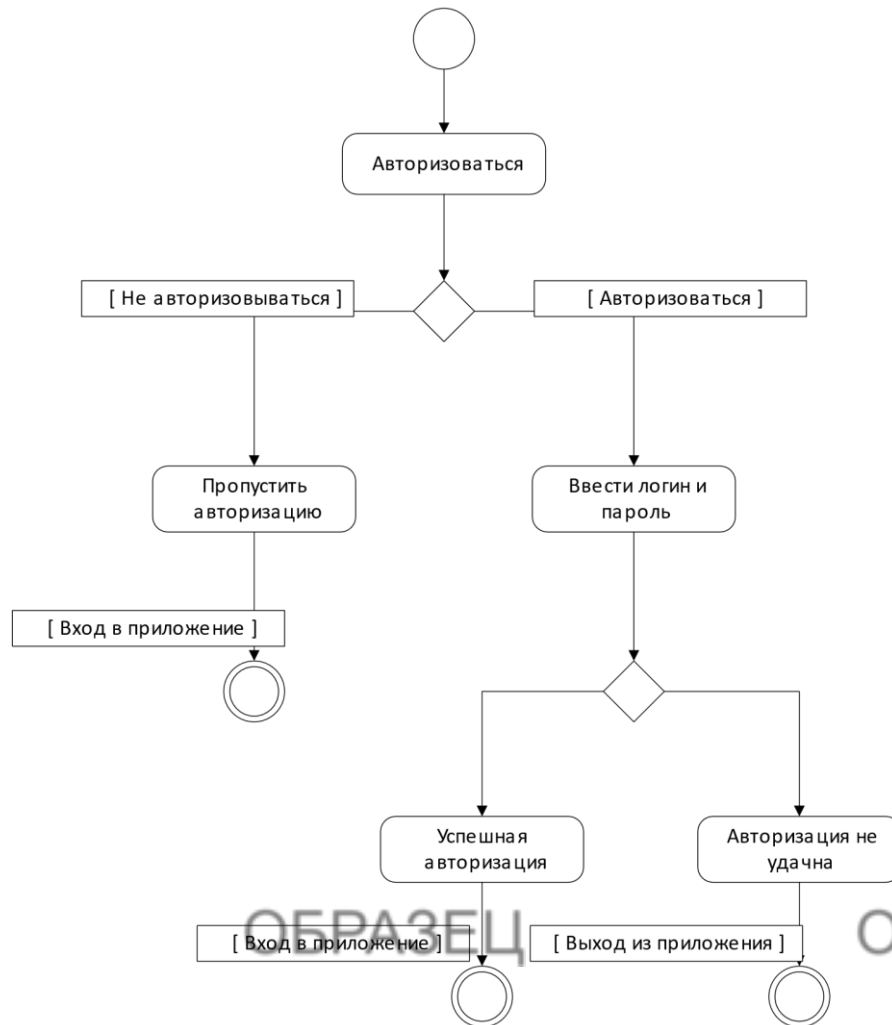 Авторизоваться
[ Не авторизовываться ]
[ Авторизоваться ]
Пропустить
авторизацию
Ввести логин и
пароль
[ Вход в приложение ]
Успешная
авторизация
Авторизация не
удачна
ОБРАЗЕЦ
[ Вход в приложение ]
[ Выход из приложения ]